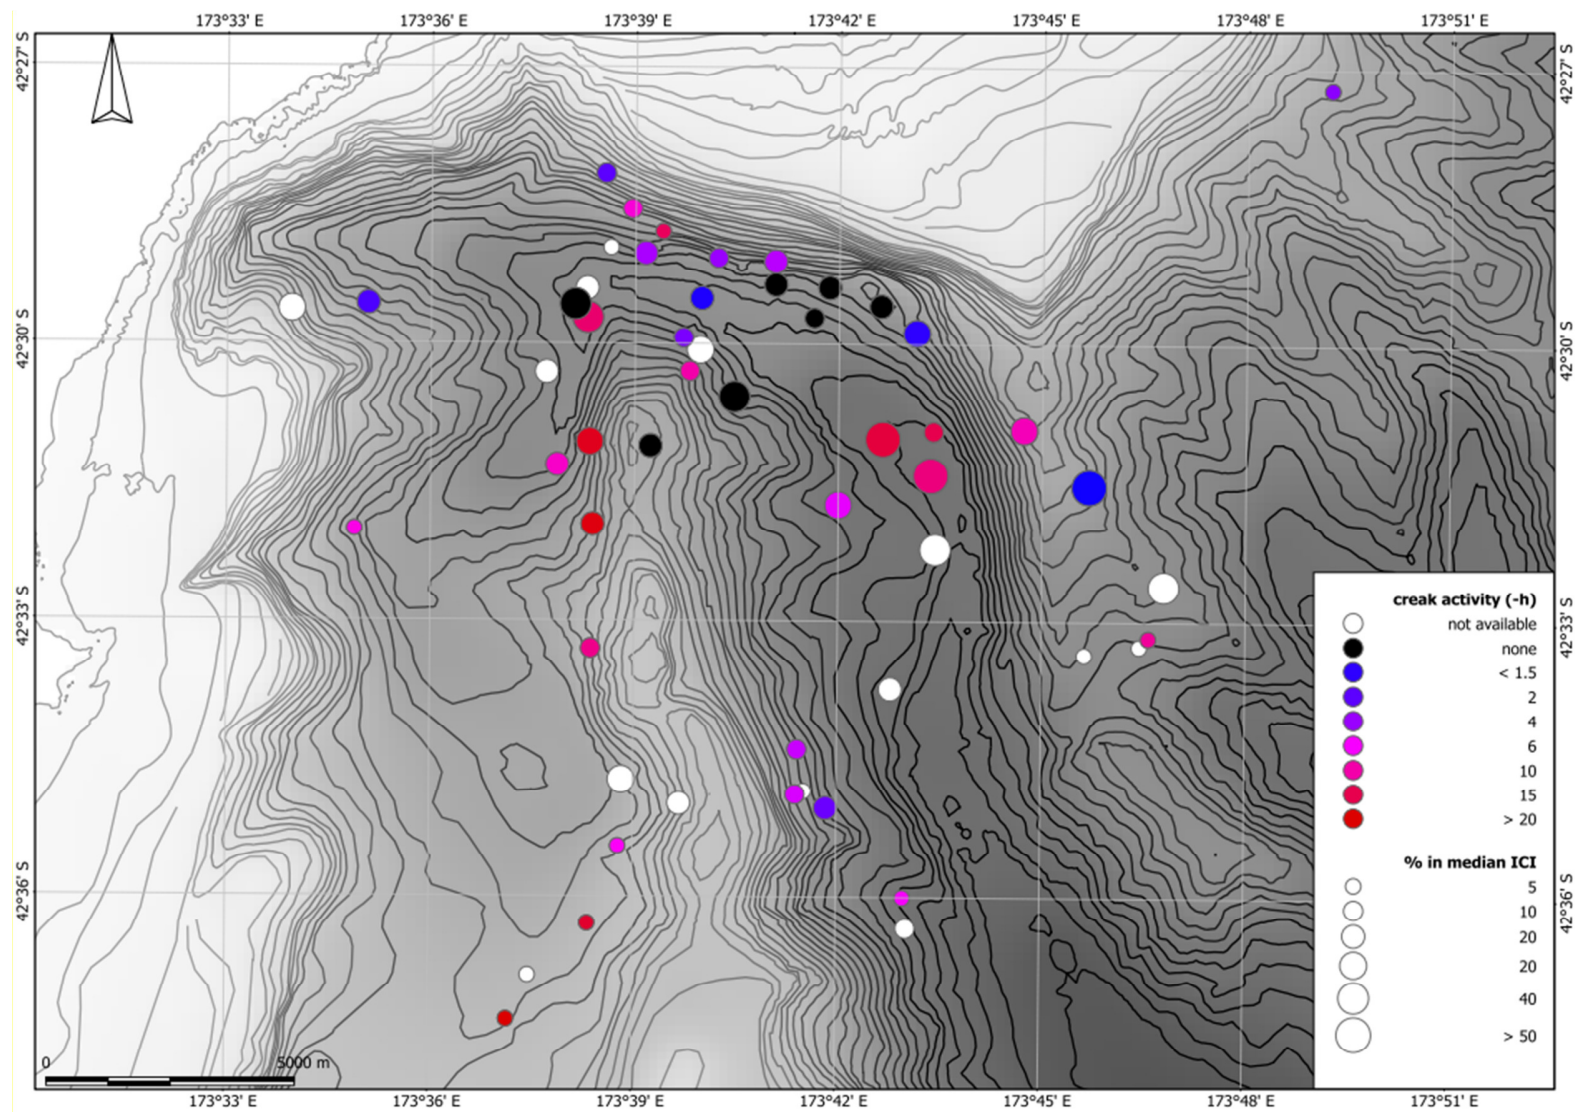 173°33' E 173°36' E 173°39' E 173°42' E 173°45' E 173°48' E 173°51' E
42°27' S
42°27' S
42°30' S
42°30' S
42°33' S
42°33' S
creak activity (-h)
not available
none
< 1.5
2
4
6
10
15
> 20
% in median ICI
5
10
20
20
40
> 50
42°36' S
42°36' S
0 5000 m
173°33' E 173°36' E 173°39' E 173°42' E 173°45' E 173°48' E 173°51' E